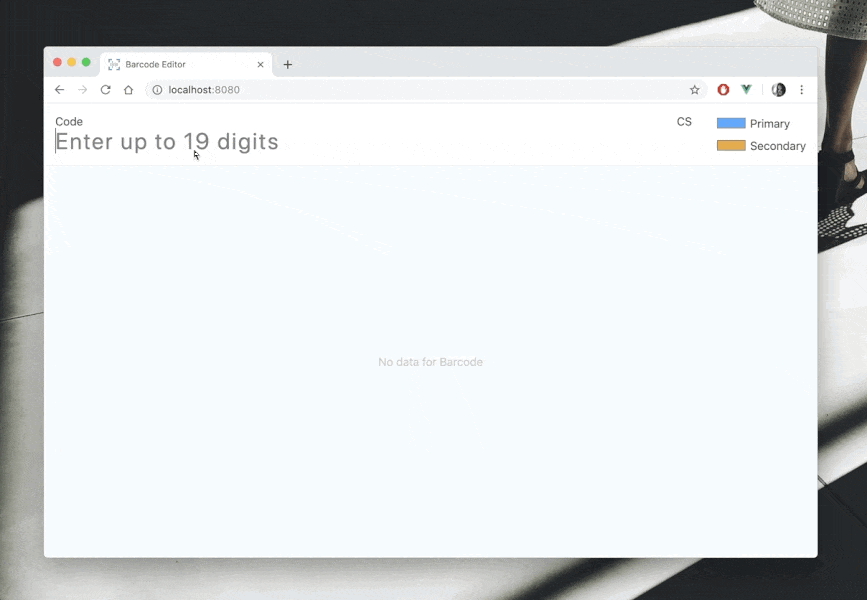 Barcode Editor
localhost:8080
Code
CS
Primary
Enter up to 19 digits
Secondary
No data for Barcode